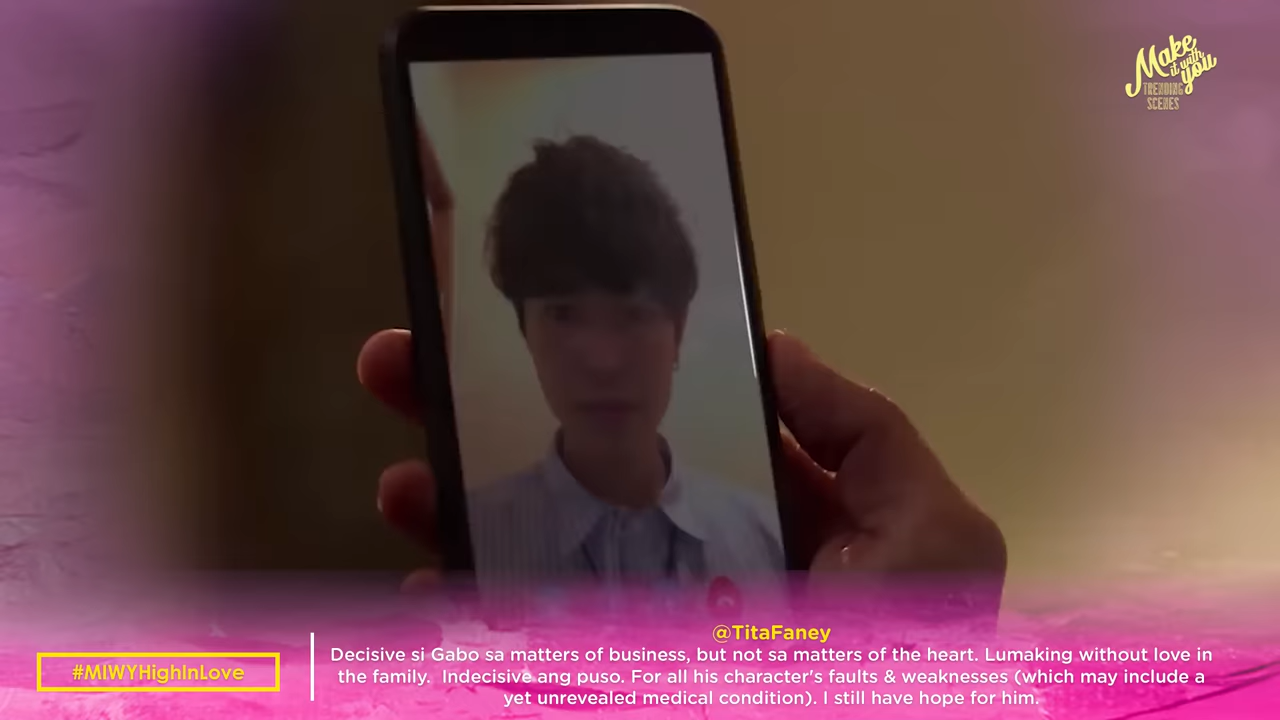 Make
it with
you
TRENDING
SCENES
@TitaFaney
Decisive si Gabo sa matters of business, but not sa matters of the heart. Lumaking without love in
the family.  Indecisive ang puso. For all his character's faults & weaknesses (which may include a
yet unrevealed medical condition). I still have hope for him.
#MIWYHighInLove